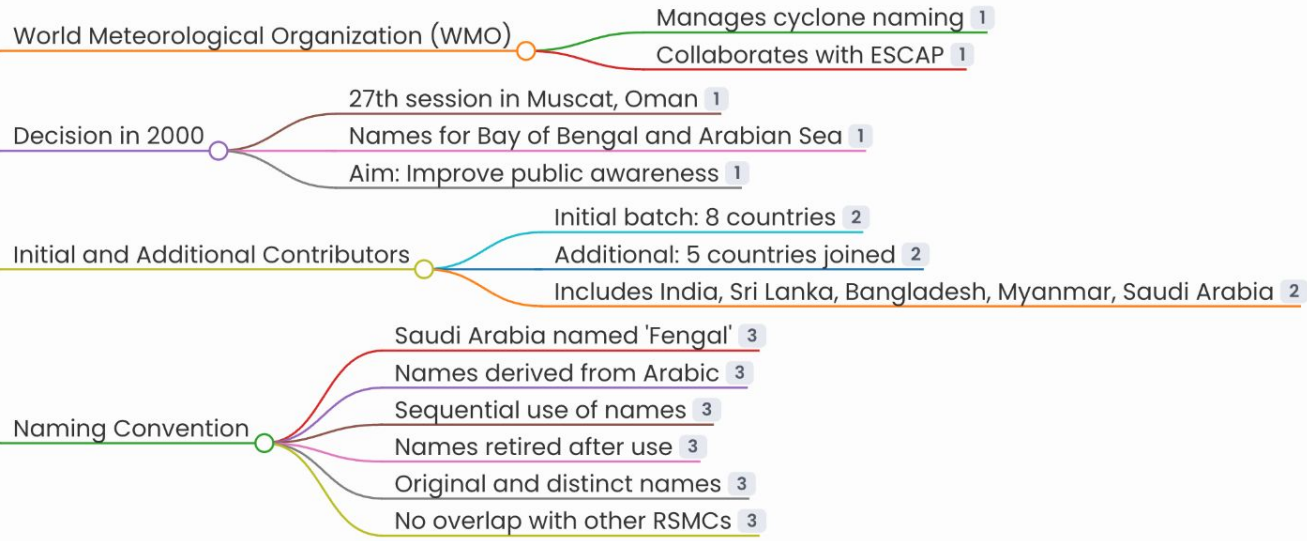 World Meteorological Organization (WMO)
Manages cyclone naming 1
Collaborates with ESCAP 1
Decision in 2000
27th session in Muscat, Oman 1
Names for Bay of Bengal and Arabian Sea 1
Aim: Improve public awareness 1
Initial and Additional Contributors
Initial batch: 8 countries 2
Additional: 5 countries joined 2
Includes India, Sri Lanka, Bangladesh, Myanmar, Saudi Arabia 2
Naming Convention
Saudi Arabia named 'Fengal' 3
Names derived from Arabic 3
Sequential use of names 3
Names retired after use 3
Original and distinct names 3
No overlap with other RSMCs 3